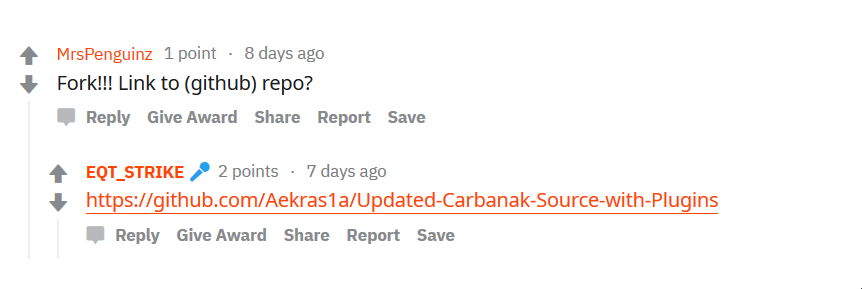 MrsPenguinz 1 point · 8 days ago
Fork!!! Link to (github) repo?
Reply Give Award Share Report Save
EQT_STRIKE 2 points · 7 days ago
https://github.com/Aekras1a/Updated-Carbanak-Source-with-Plugins
Reply Give Award Share Report Save